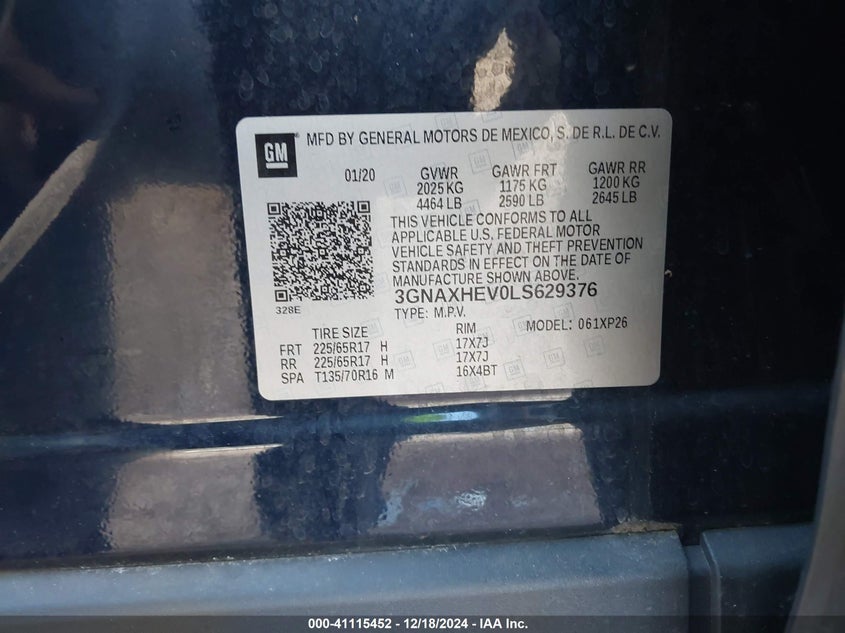 GM
MFD BY GENERAL MOTORS DE MEXICO, S. DE R.L. DE C.V.
01/20 GVWR GAWR FRT GAWR RR
2025 KG 1175 KG 1200 KG
4464 LB 2590 LB 2645 LB
THIS VEHICLE CONFORMS TO ALL
APPLICABLE U.S. FEDERAL MOTOR
VEHICLE SAFETY AND THEFT PREVENTION
STANDARDS IN EFFECT ON THE DATE OF
MANUFACTURE SHOWN ABOVE.
3GNAXHEV0LS629376
328E
TYPE: M.P.V.
TIRE SIZE RIM MODEL: 061XP26
FRT 225/65R17 H 17X7J
RR 225/65R17 H 17X7J
SPA T135/70R16 M 16X4BT
000-41115452 - 12/18/2024 - IAA Inc.